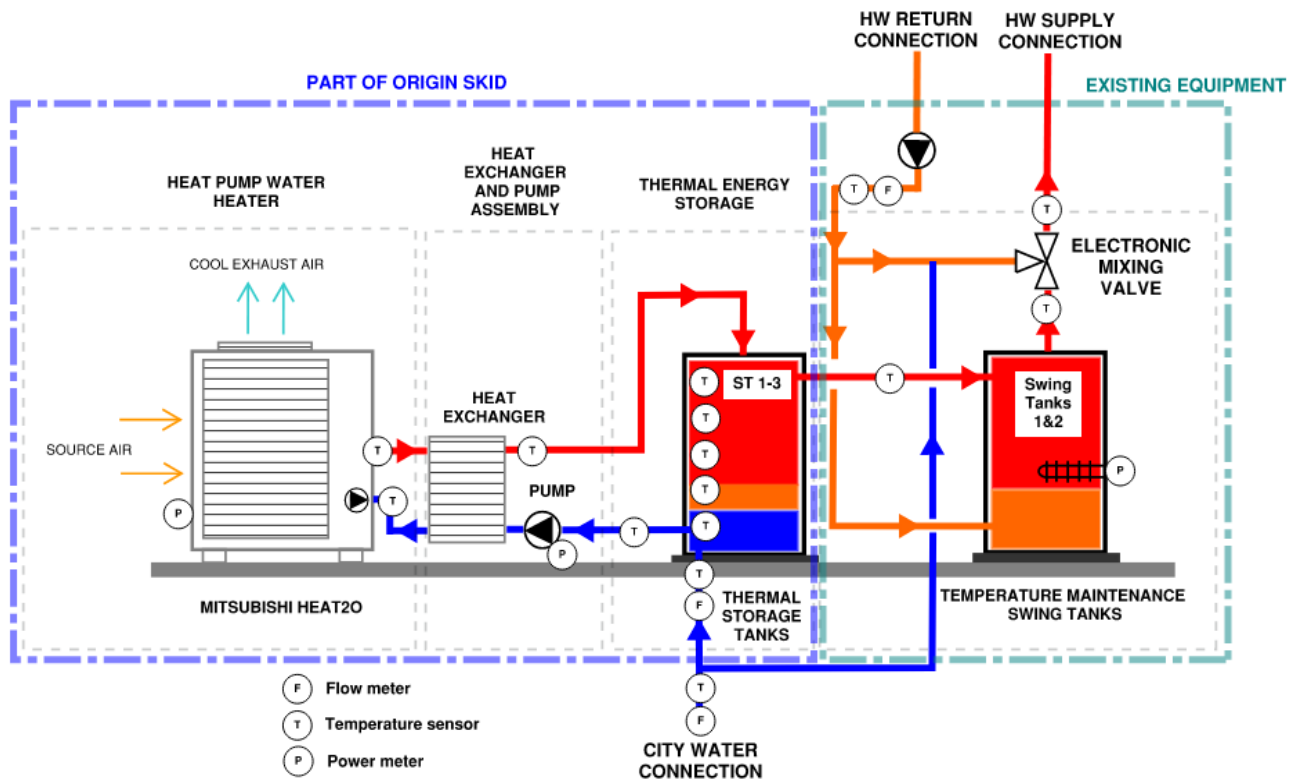 HW RETURN
CONNECTION
HW SUPPLY
CONNECTION
PART OF ORIGIN SKID
EXISTING EQUIPMENT
HEAT PUMP WATER
HEATER
HEAT
EXCHANGER
AND PUMP
ASSEMBLY
THERMAL ENERGY
STORAGE
T
F
T
COOL EXHAUST AIR
ELECTRONIC
MIXING
VALVE
T
ST 1-3
T
T
T
Swing
Tanks
1&2
HEAT
EXCHANGER
SOURCE AIR
T
T
T
P
T
PUMP
P
T
T
T
P
T
MITSUBISHI HEAT2O
THERMAL
STORAGE
TANKS
T
F
TEMPERATURE MAINTENANCE
SWING TANKS
F Flow meter
T Temperature sensor
P Power meter
T
F
CITY WATER
CONNECTION